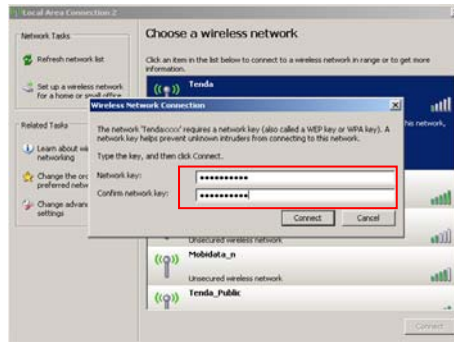 Local Area Connection 2
Network Tasks
Refresh network list
Set up a wireless network
for a home or small office
Related Tasks
Learn about wi
networking
Change the ord
preferred netw
Change advan
settings
Choose a wireless network
Click an item in the list below to connect to a wireless network in range or to get more
information.
Tenda
his network,
Wireless Network Connection
The network 'Tendaxxxx' requires a network key (also called a WEP key or WPA key). A
network key helps prevent unknown intruders from connecting to this network.
Type the key, and then click Connect.
Network key:
Confirm network key:
Connect
Cancel
Unsecured wireless network
Mobidata_n
Unsecured wireless network
Tenda_Public
Connect